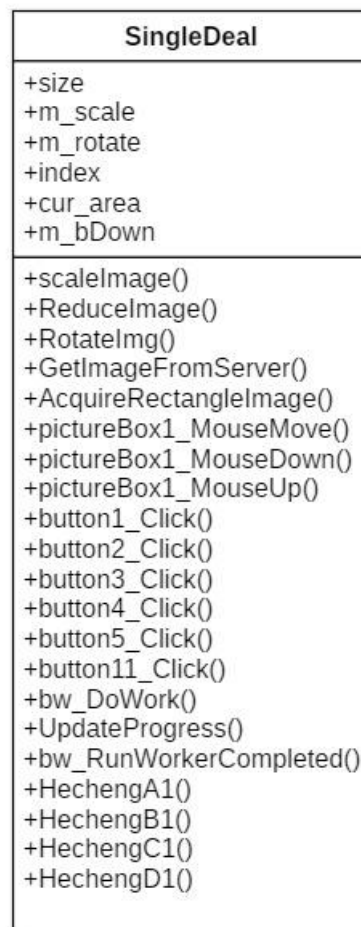 SingleDeal
+size
+m_scale
+m_rotate
+index
+cur_area
+m_bDown
+scaleImage()
+ReduceImage()
+RotateImg()
+GetImageFromServer()
+AcquireRectangleImage()
+pictureBox1_MouseMove()
+pictureBox1_MouseDown()
+pictureBox1_MouseUp()
+button1_Click()
+button2_Click()
+button3_Click()
+button4_Click()
+button5_Click()
+button11_Click()
+bw_DoWork()
+UpdateProgress()
+bw_RunWorkerCompleted()
+HechengA1()
+HechengB1()
+HechengC1()
+HechengD1()